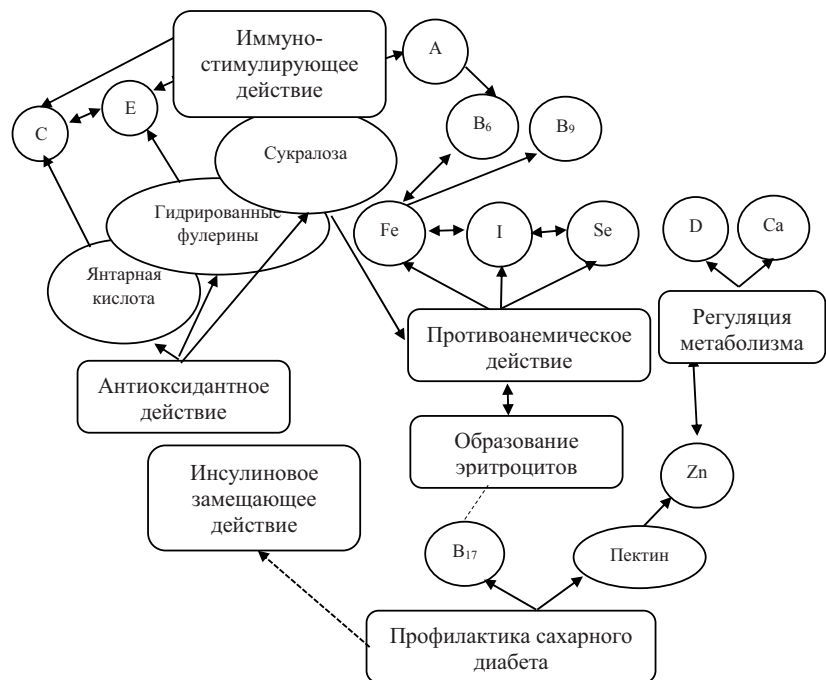 Иммуно-
стимулирующее
действие
A
E
C
B6
B9
Сукралоза
Гидрированные
фулерины
Fe
I
Se
D
Ca
Янтарная
кислота
Противоанемическое
действие
Регуляция
метаболизма
Антиоксидантное
действие
Образование
эритроцитов
Инсулиновое
замещающее
действие
Zn
B17
Пектин
Профилактика сахарного
диабета